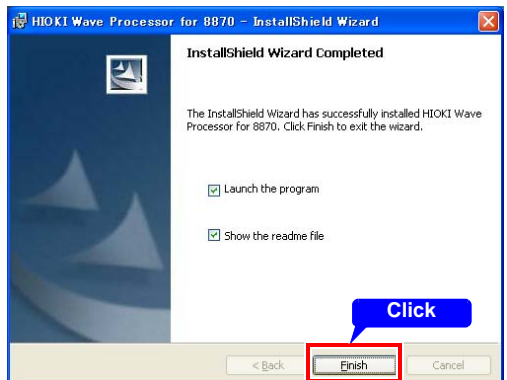 HIOKI Wave Processor for 8870 - InstallShield Wizard
InstallShield Wizard Completed
The InstallShield Wizard has successfully installed HIOKI Wave
Processor for 8870. Click Finish to exit the wizard.
Launch the program
Show the readme file
Click
< Back Finish Cancel